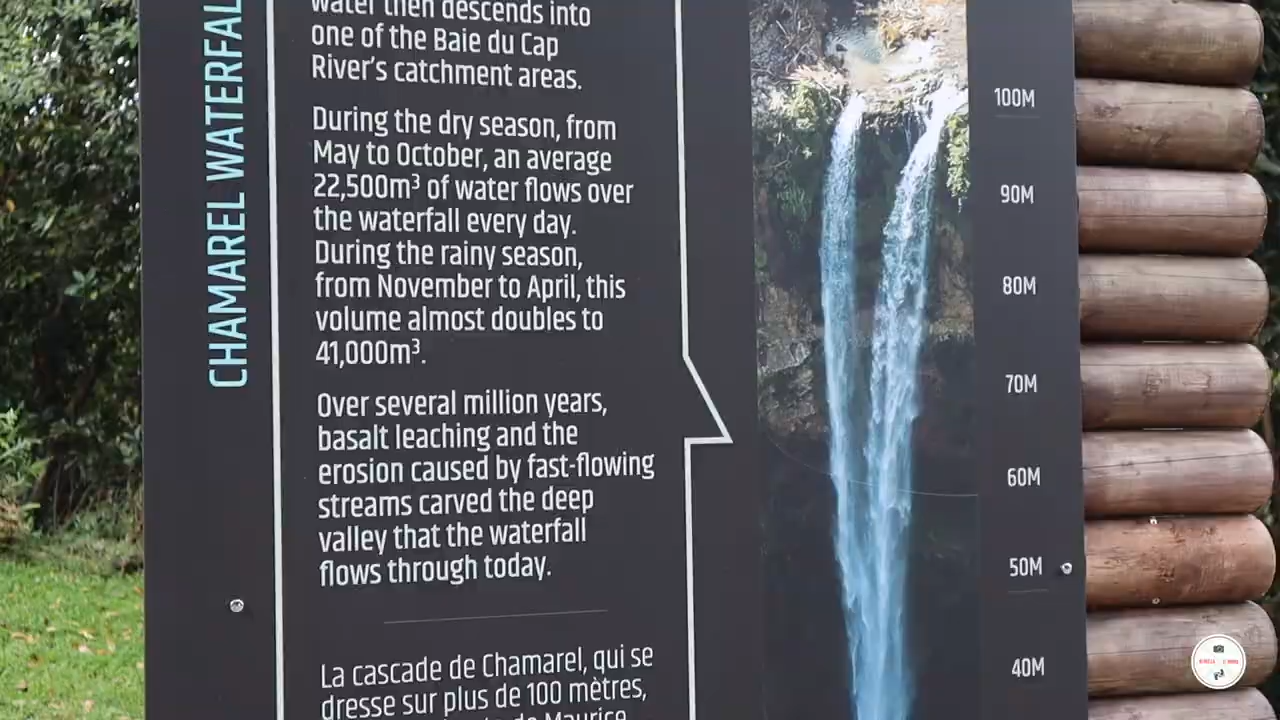 CHAMAREL WATERFAL
water then descends into
one of the Baie du Cap
River's catchment areas.
During the dry season, from
May to October, an average
22,500m³ of water flows over
the waterfall every day.
During the rainy season,
from November to April, this
volume almost doubles to
41,000m³.
Over several million years,
basalt leaching and the
erosion caused by fast-flowing
streams carved the deep
valley that the waterfall
flows through today.
La cascade de Chamarel, qui se
dresse sur plus de 100 mètres,
de Maurice
100M
90M
80M
70M
60M
50M
40M